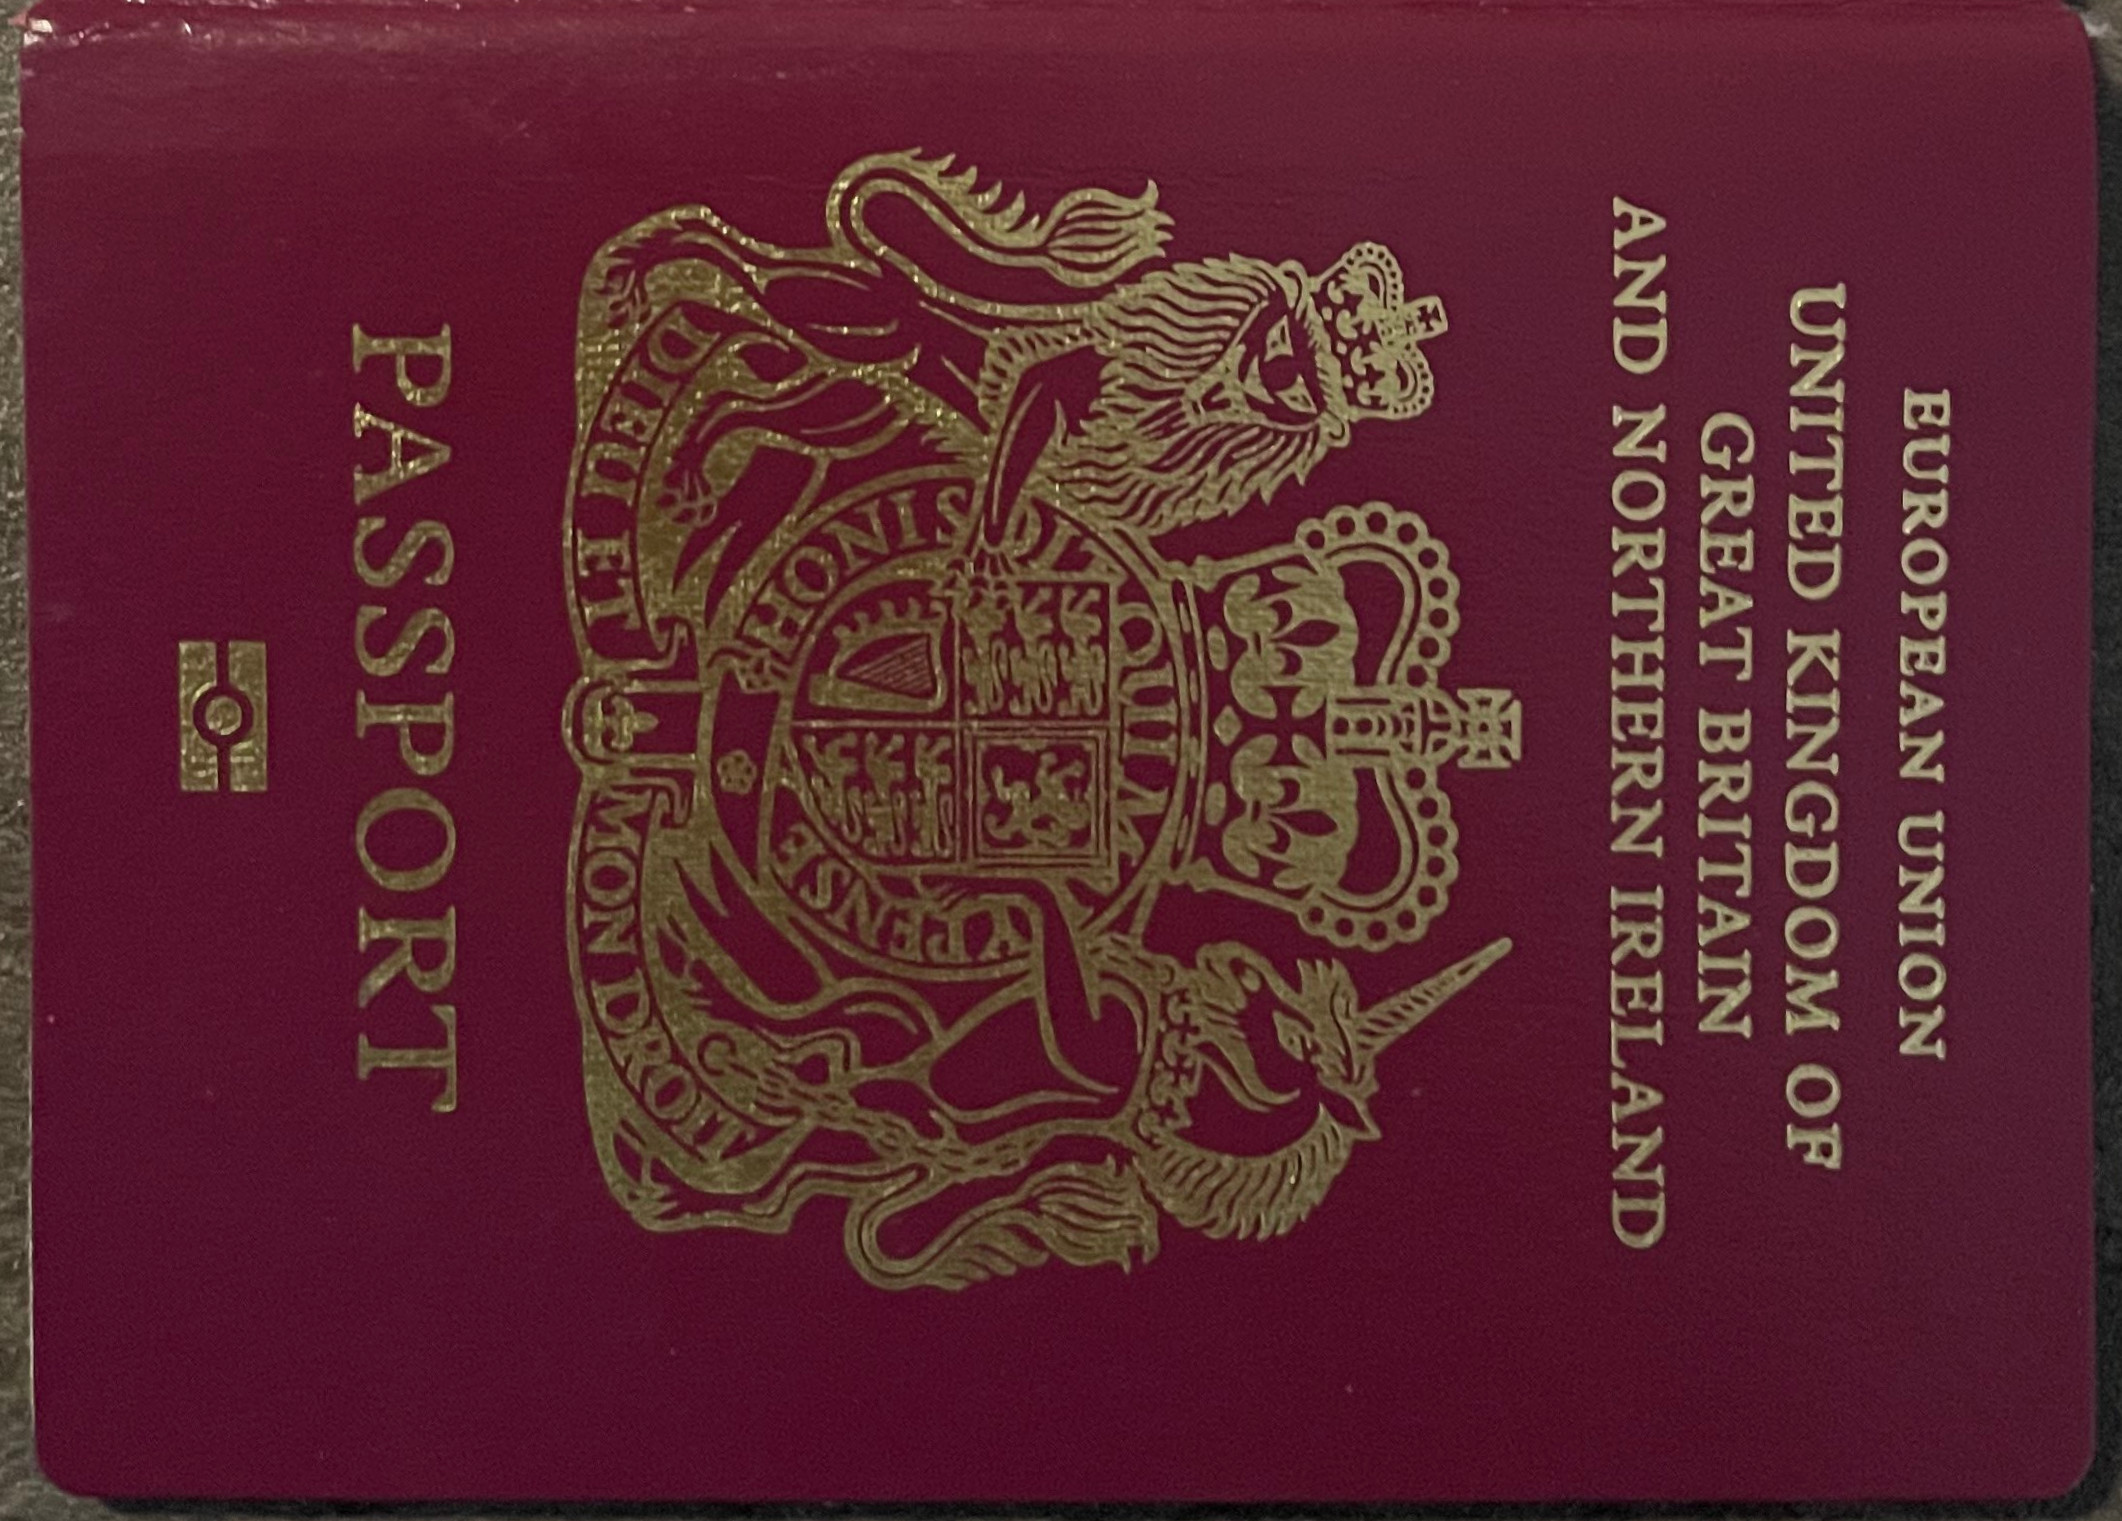 EUROPEAN UNION
UNITED KINGDOM OF
GREAT BRITAIN
AND NORTHERN IRELAND
HONI SOIT QUI MAL Y PENSE
DIEU ET MON DROIT
PASSPORT